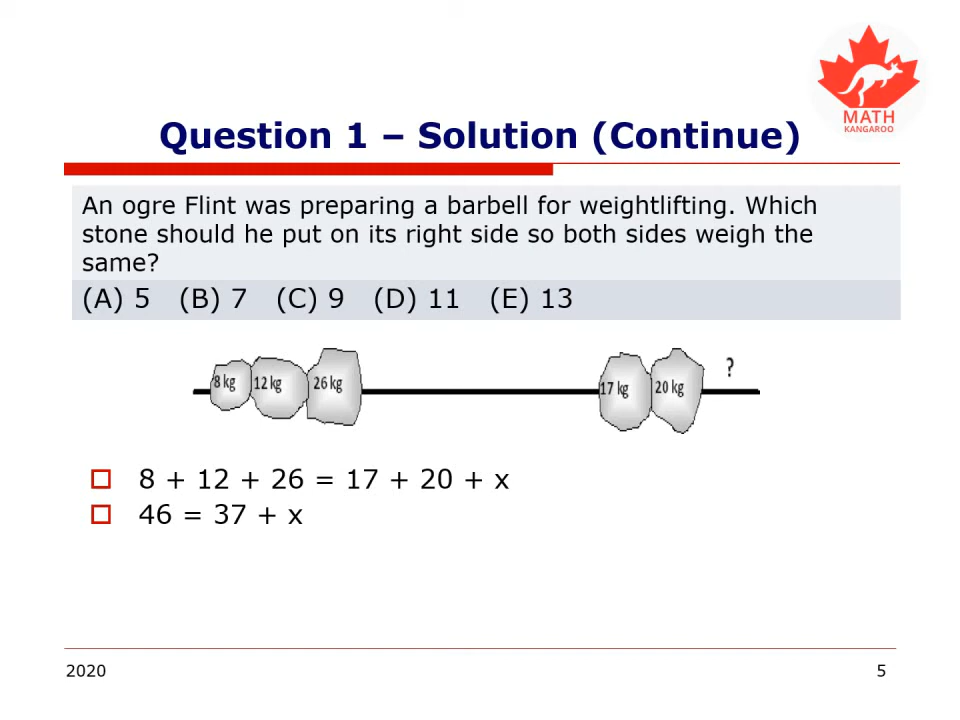 MATH
KANGAROO
Question 1 – Solution (Continue)
An ogre Flint was preparing a barbell for weightlifting. Which
stone should he put on its right side so both sides weigh the
same?
(A) 5 (B) 7 (C) 9 (D) 11 (E) 13
8 kg 12 kg 26 kg 17 kg 20 kg ?
8 + 12 + 26 = 17 + 20 + x
46 = 37 + x
2020 5